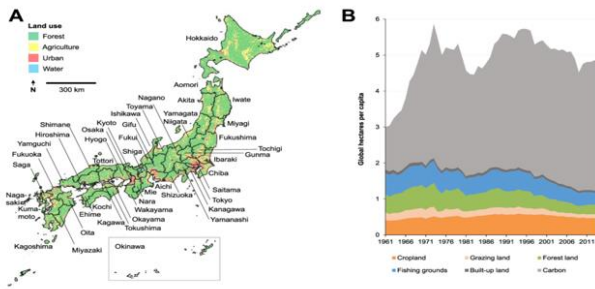 A
Land use
Forest
Agriculture
Urban
Water
N
300 km
Hokkaido
Aomori
Akita
Iwate
Yamagata
Miyagi
Niigata
Fukushima
Nagano
Toyama
Ishikawa
Gifu
Fukui
Shiga
Kyoto
Osaka
Hyogo
Shimane
Hiroshima
Yamguchi
Fukuoka
Saga
Tottori
Tochigi
Gunma
Ibaraki
Chiba
Saitama
Tokyo
Kanagawa
Yamanashi
Shizuoka
Aichi
Mie
Nara
Wakayama
Okayama
Tokushima
Kagawa
Kochi
Ehime
Oita
Miyazaki
Naga-
saki
Kuma-
moto
Kagoshima
Okinawa
B
Global hectares per capita
6
5
4
3
2
1
0
1961 1966 1971 1976 1981 1986 1991 1996 2001 2006 2011
Cropland Grazing land Forest land
Fishing grounds Built-up land Carbon